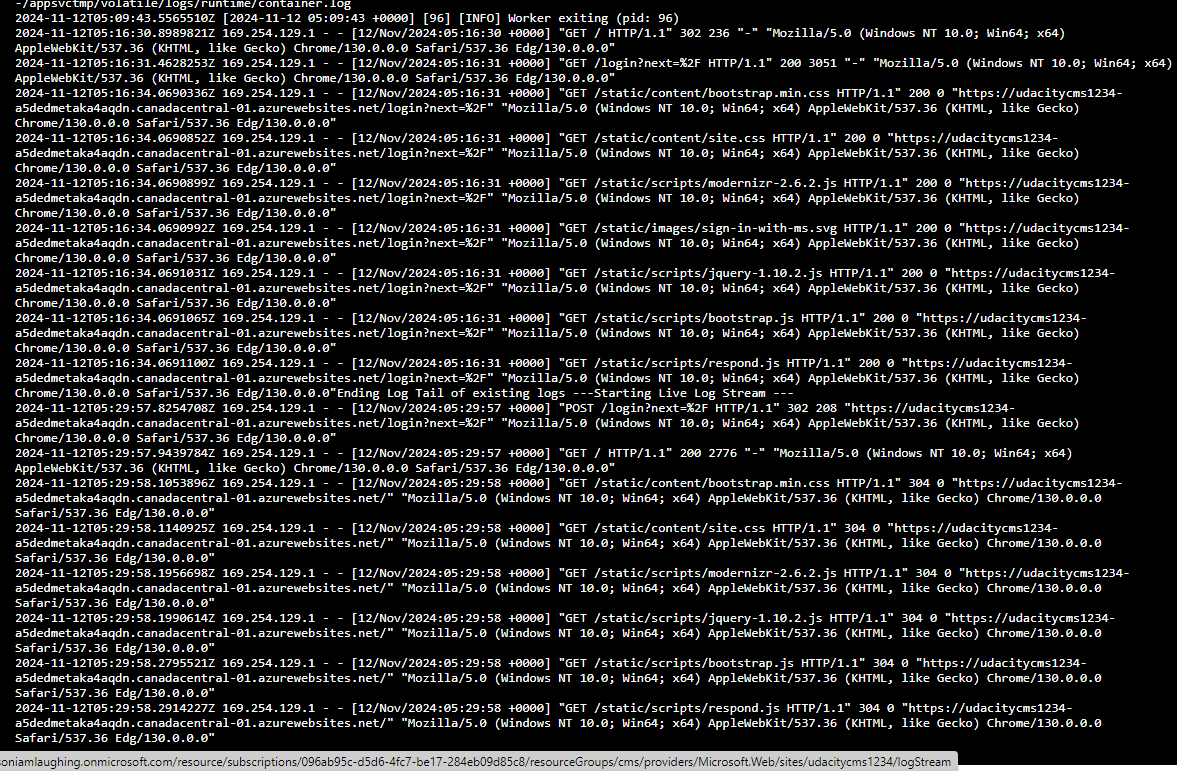 ~/appsvctmp/volatile/logs/runtime/container.log
2024-11-12T05:09:43.5565510Z [2024-11-12 05:09:43 +0000] [96] [INFO] Worker exiting (pid: 96)
2024-11-12T05:16:30.8989821Z 169.254.129.1 - - [12/Nov/2024:05:16:30 +0000] "GET / HTTP/1.1" 302 236 "-" "Mozilla/5.0 (Windows NT 10.0; Win64; x64)
AppleWebKit/537.36 (KHTML, like Gecko) Chrome/130.0.0.0 Safari/537.36 Edg/130.0.0.0"
2024-11-12T05:16:31.4628253Z 169.254.129.1 - - [12/Nov/2024:05:16:31 +0000] "GET /login?next=%2F HTTP/1.1" 200 3051 "-" "Mozilla/5.0 (Windows NT 10.0; Win64; x64)
AppleWebKit/537.36 (KHTML, like Gecko) Chrome/130.0.0.0 Safari/537.36 Edg/130.0.0.0"
2024-11-12T05:16:34.0690336Z 169.254.129.1 - - [12/Nov/2024:05:16:31 +0000] "GET /static/content/bootstrap.min.css HTTP/1.1" 200 0 "https://udacitycms1234-
a5dedmetaka4aqdn.canadacentral-01.azurewebsites.net/login?next=%2F" "Mozilla/5.0 (Windows NT 10.0; Win64; x64) AppleWebKit/537.36 (KHTML, like Gecko)
Chrome/130.0.0.0 Safari/537.36 Edg/130.0.0.0"
2024-11-12T05:16:34.0690852Z 169.254.129.1 - - [12/Nov/2024:05:16:31 +0000] "GET /static/content/site.css HTTP/1.1" 200 0 "https://udacitycms1234-
a5dedmetaka4aqdn.canadacentral-01.azurewebsites.net/login?next=%2F" "Mozilla/5.0 (Windows NT 10.0; Win64; x64) AppleWebKit/537.36 (KHTML, like Gecko)
Chrome/130.0.0.0 Safari/537.36 Edg/130.0.0.0"
2024-11-12T05:16:34.0690899Z 169.254.129.1 - - [12/Nov/2024:05:16:31 +0000] "GET /static/scripts/modernizr-2.6.2.js HTTP/1.1" 200 0 "https://udacitycms1234-
a5dedmetaka4aqdn.canadacentral-01.azurewebsites.net/login?next=%2F" "Mozilla/5.0 (Windows NT 10.0; Win64; x64) AppleWebKit/537.36 (KHTML, like Gecko)
Chrome/130.0.0.0 Safari/537.36 Edg/130.0.0.0"
2024-11-12T05:16:34.0690992Z 169.254.129.1 - - [12/Nov/2024:05:16:31 +0000] "GET /static/images/sign-in-with-ms.svg HTTP/1.1" 200 0 "https://udacitycms1234-
a5dedmetaka4aqdn.canadacentral-01.azurewebsites.net/login?next=%2F" "Mozilla/5.0 (Windows NT 10.0; Win64; x64) AppleWebKit/537.36 (KHTML, like Gecko)
Chrome/130.0.0.0 Safari/537.36 Edg/130.0.0.0"
2024-11-12T05:16:34.0691031Z 169.254.129.1 - - [12/Nov/2024:05:16:31 +0000] "GET /static/scripts/jquery-1.10.2.js HTTP/1.1" 200 0 "https://udacitycms1234-
a5dedmetaka4aqdn.canadacentral-01.azurewebsites.net/login?next=%2F" "Mozilla/5.0 (Windows NT 10.0; Win64; x64) AppleWebKit/537.36 (KHTML, like Gecko)
Chrome/130.0.0.0 Safari/537.36 Edg/130.0.0.0"
2024-11-12T05:16:34.0691065Z 169.254.129.1 - - [12/Nov/2024:05:16:31 +0000] "GET /static/scripts/bootstrap.js HTTP/1.1" 200 0 "https://udacitycms1234-
a5dedmetaka4aqdn.canadacentral-01.azurewebsites.net/login?next=%2F" "Mozilla/5.0 (Windows NT 10.0; Win64; x64) AppleWebKit/537.36 (KHTML, like Gecko)
Chrome/130.0.0.0 Safari/537.36 Edg/130.0.0.0"
2024-11-12T05:16:34.0691100Z 169.254.129.1 - - [12/Nov/2024:05:16:31 +0000] "GET /static/scripts/respond.js HTTP/1.1" 200 0 "https://udacitycms1234-
a5dedmetaka4aqdn.canadacentral-01.azurewebsites.net/login?next=%2F" "Mozilla/5.0 (Windows NT 10.0; Win64; x64) AppleWebKit/537.36 (KHTML, like Gecko)
Chrome/130.0.0.0 Safari/537.36 Edg/130.0.0.0"Ending Log Tail of existing logs ---Starting Live Log Stream ---
2024-11-12T05:29:57.8254708Z 169.254.129.1 - - [12/Nov/2024:05:29:57 +0000] "POST /login?next=%2F HTTP/1.1" 302 208 "https://udacitycms1234-
a5dedmetaka4aqdn.canadacentral-01.azurewebsites.net/login?next=%2F" "Mozilla/5.0 (Windows NT 10.0; Win64; x64) AppleWebKit/537.36 (KHTML, like Gecko)
Chrome/130.0.0.0 Safari/537.36 Edg/130.0.0.0"
2024-11-12T05:29:57.9439784Z 169.254.129.1 - - [12/Nov/2024:05:29:57 +0000] "GET / HTTP/1.1" 200 2776 "-" "Mozilla/5.0 (Windows NT 10.0; Win64; x64)
AppleWebKit/537.36 (KHTML, like Gecko) Chrome/130.0.0.0 Safari/537.36 Edg/130.0.0.0"
2024-11-12T05:29:58.1053896Z 169.254.129.1 - - [12/Nov/2024:05:29:58 +0000] "GET /static/content/bootstrap.min.css HTTP/1.1" 304 0 "https://udacitycms1234-
a5dedmetaka4aqdn.canadacentral-01.azurewebsites.net/" "Mozilla/5.0 (Windows NT 10.0; Win64; x64) AppleWebKit/537.36 (KHTML, like Gecko) Chrome/130.0.0.0
Safari/537.36 Edg/130.0.0.0"
2024-11-12T05:29:58.1140925Z 169.254.129.1 - - [12/Nov/2024:05:29:58 +0000] "GET /static/content/site.css HTTP/1.1" 304 0 "https://udacitycms1234-
a5dedmetaka4aqdn.canadacentral-01.azurewebsites.net/" "Mozilla/5.0 (Windows NT 10.0; Win64; x64) AppleWebKit/537.36 (KHTML, like Gecko) Chrome/130.0.0.0
Safari/537.36 Edg/130.0.0.0"
2024-11-12T05:29:58.1956698Z 169.254.129.1 - - [12/Nov/2024:05:29:58 +0000] "GET /static/scripts/modernizr-2.6.2.js HTTP/1.1" 304 0 "https://udacitycms1234-
a5dedmetaka4aqdn.canadacentral-01.azurewebsites.net/" "Mozilla/5.0 (Windows NT 10.0; Win64; x64) AppleWebKit/537.36 (KHTML, like Gecko) Chrome/130.0.0.0
Safari/537.36 Edg/130.0.0.0"
2024-11-12T05:29:58.1990614Z 169.254.129.1 - - [12/Nov/2024:05:29:58 +0000] "GET /static/scripts/jquery-1.10.2.js HTTP/1.1" 304 0 "https://udacitycms1234-
a5dedmetaka4aqdn.canadacentral-01.azurewebsites.net/" "Mozilla/5.0 (Windows NT 10.0; Win64; x64) AppleWebKit/537.36 (KHTML, like Gecko) Chrome/130.0.0.0
Safari/537.36 Edg/130.0.0.0"
2024-11-12T05:29:58.2795521Z 169.254.129.1 - - [12/Nov/2024:05:29:58 +0000] "GET /static/scripts/bootstrap.js HTTP/1.1" 304 0 "https://udacitycms1234-
a5dedmetaka4aqdn.canadacentral-01.azurewebsites.net/" "Mozilla/5.0 (Windows NT 10.0; Win64; x64) AppleWebKit/537.36 (KHTML, like Gecko) Chrome/130.0.0.0
Safari/537.36 Edg/130.0.0.0"
2024-11-12T05:29:58.2914227Z 169.254.129.1 - - [12/Nov/2024:05:29:58 +0000] "GET /static/scripts/respond.js HTTP/1.1" 304 0 "https://udacitycms1234-
a5dedmetaka4aqdn.canadacentral-01.azurewebsites.net/" "Mozilla/5.0 (Windows NT 10.0; Win64; x64) AppleWebKit/537.36 (KHTML, like Gecko) Chrome/130.0.0.0
Safari/537.36 Edg/130.0.0.0"
soniamlaughing.onmicrosoft.com/resource/subscriptions/096ab95c-d5d6-4fc7-be17-284eb09d85c8/resourceGroups/cms/providers/Microsoft.Web/sites/udacitycms1234/logStream